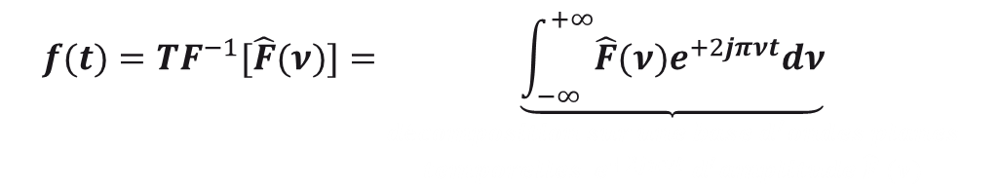 f(t) = TF⁻¹[F̂(ν)] = ∫_{−∞}^{+∞} F̂(ν)e^{+2jπνt}dν